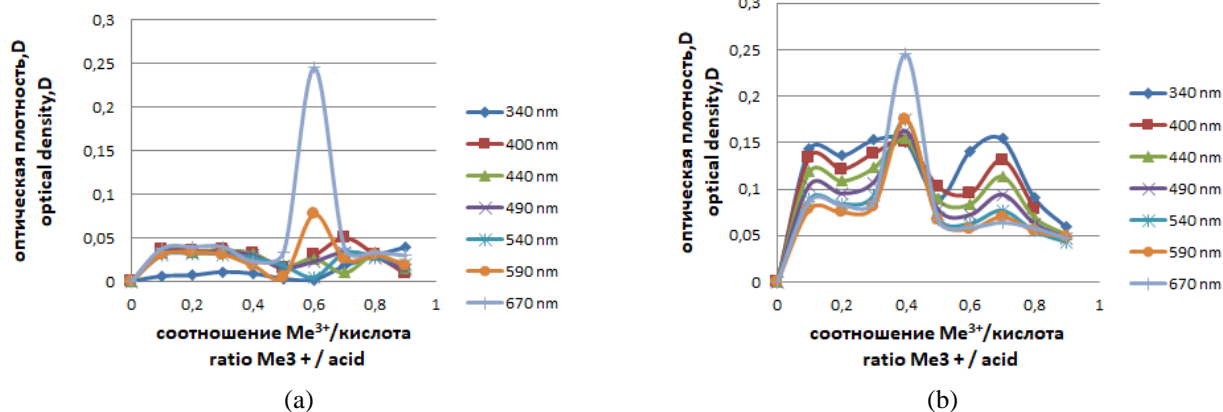 0,3
0,25
0,2
0,15
0,1
0,05
0
оптическая плотность,D
optical density,D
0 0,2 0,4 0,6 0,8 1
соотношение Me³⁺/кислота
ratio Me3 + / acid
340 nm
400 nm
440 nm
490 nm
540 nm
590 nm
670 nm
(a)
0,3
0,25
0,2
0,15
0,1
0,05
0
оптическая плотность,D
optical density,D
0 0,2 0,4 0,6 0,8 1
соотношение Me³⁺/кислота
ratio Me3 + / acid
340 nm
400 nm
440 nm
490 nm
540 nm
590 nm
670 nm
(b)